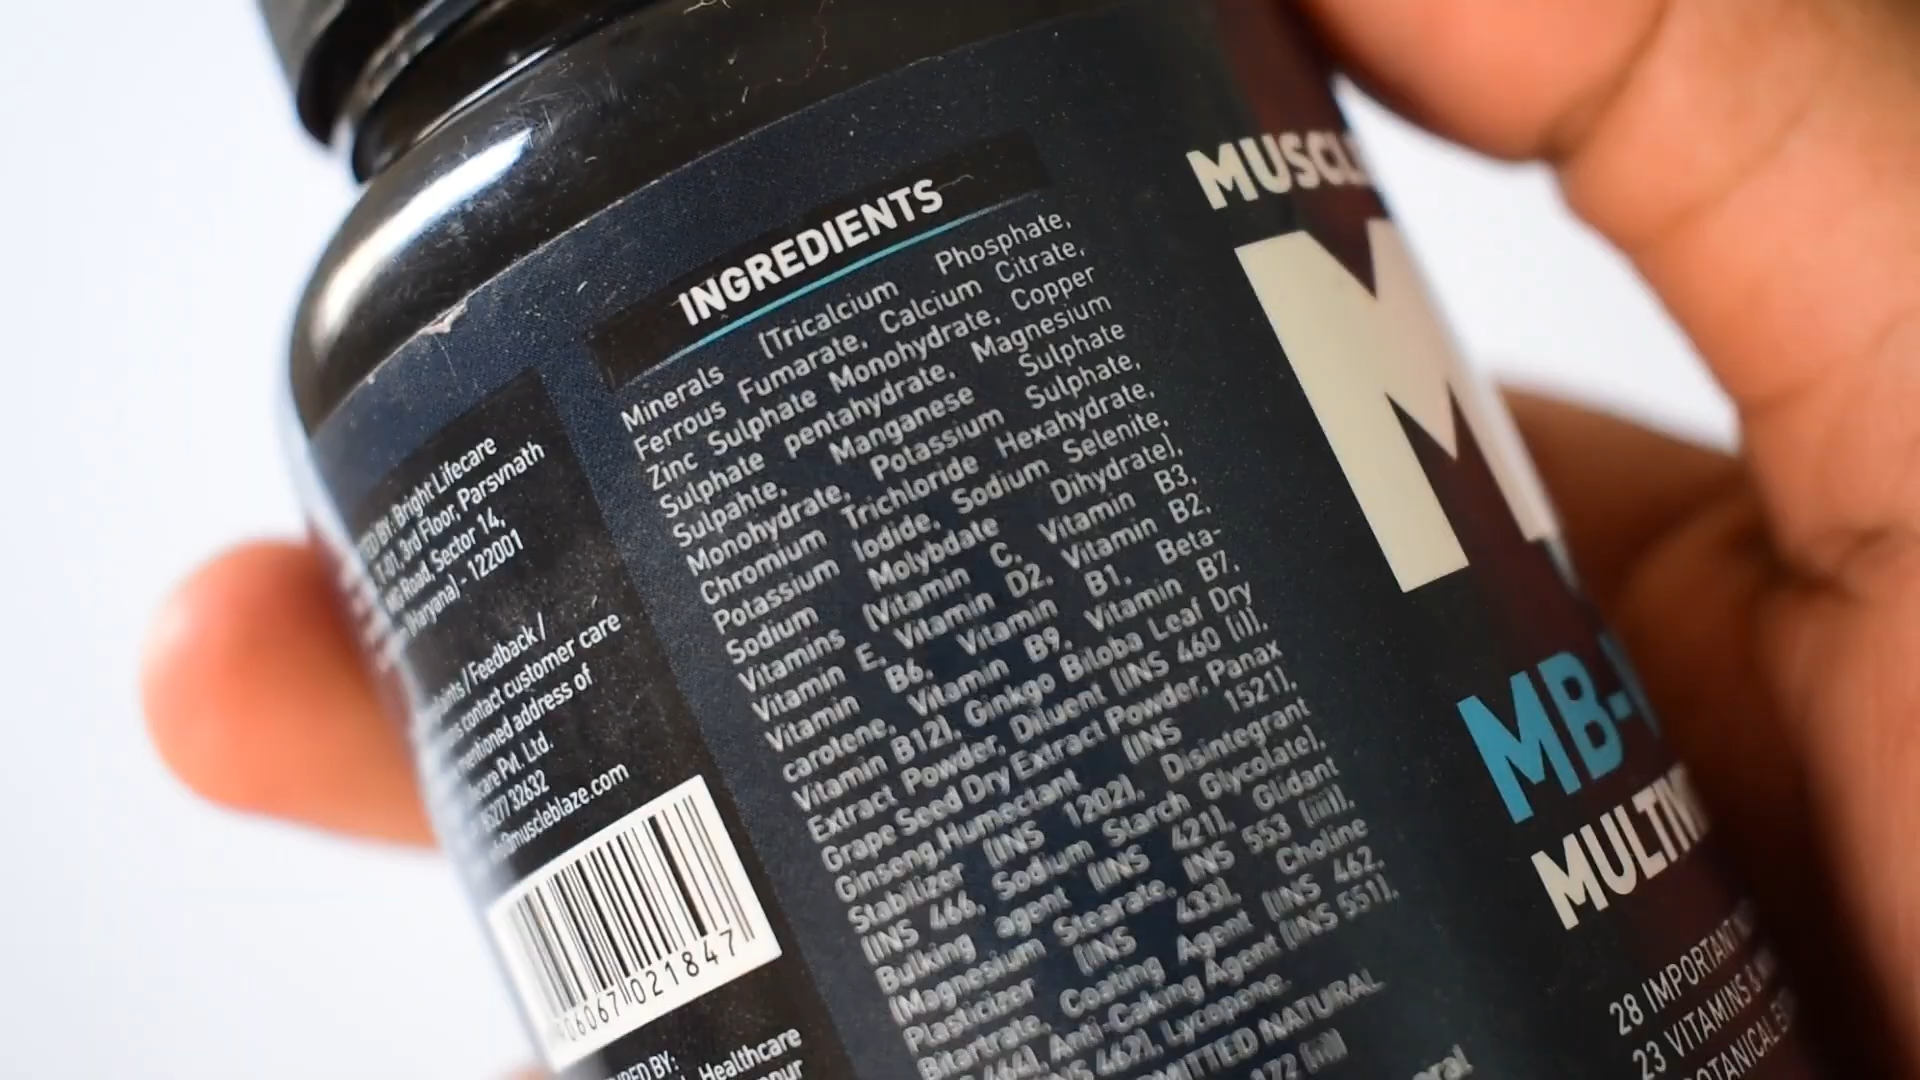 INGREDIENTS
Minerals (Tricalcium Phosphate,
Ferrous Fumarate, Calcium Citrate,
Zinc Sulphate Monohydrate, Copper
Sulphate pentahydrate, Magnesium
Sulpahte, Manganese Sulphate
Monohydrate, Potassium Sulphate,
Chromium Trichloride Hexahydrate,
Potassium Iodide, Sodium Selenite,
Sodium Molybdate Dihydrate),
Vitamins (Vitamin C, Vitamin B3,
Vitamin E, Vitamin D2, Vitamin B2,
Vitamin B6, Vitamin B1, Beta-
carotene, Vitamin B9, Vitamin B7,
Vitamin B12) Ginkgo Biloba Leaf Dry
Extract Powder, Diluent (INS 460 (i)),
Grape Seed Dry Extract Powder, Panax
Ginseng,Humectant (INS 1521),
Stabilizer (INS 1202), Disintegrant
(INS 466, Sodium Starch Glycolate),
Bulking agent (INS 421), Glidant
(Magnesium Stearate, INS 553 (iii)),
Plasticizer (INS 433), Choline
Bitartrate, Coating Agent (INS 462,
464), Anti-Caking Agent (INS 551),
Lycopene.
NATURAL
172 (ii)
BY: Bright Lifecare
3rd Floor, Parsvnath
Road, Sector 14,
(Haryana) - 122001
/ Feedback /
contact customer care
address of
Pvt. Ltd.
32632
@muscleblaze.com
06067 021847
BY:
Healthcare
MUSCLE
M
MB-
28 IMPORTANT
23 VITAMINS &